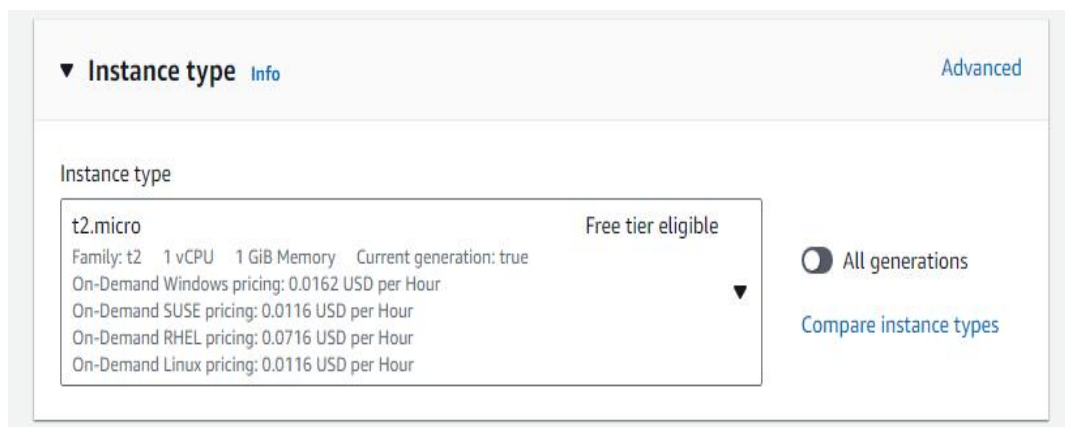 ▼ Instance type Info Advanced
Instance type
t2.micro Free tier eligible
Family: t2 1 vCPU 1 GiB Memory Current generation: true
On-Demand Windows pricing: 0.0162 USD per Hour
On-Demand SUSE pricing: 0.0116 USD per Hour
On-Demand RHEL pricing: 0.0716 USD per Hour
On-Demand Linux pricing: 0.0116 USD per Hour
All generations
Compare instance types